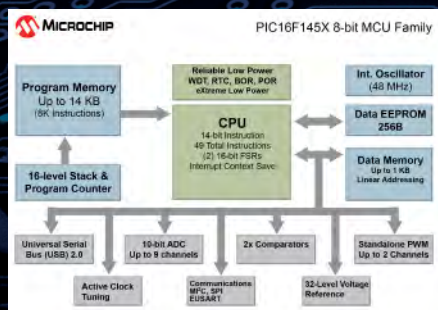 MICROCHIP
PIC16F145X 8-bit MCU Family
Program Memory
Up to 14 KB
(8K Instructions)
16-level Stack &
Program Counter
Reliable Low Power
WDT, RTC, BOR, POR
eXtreme Low Power
CPU
14-bit Instruction
49 Total Instructions
(2) 16-bit FSRs
Interrupt Context Save
Int. Oscillator
(48 MHz)
Data EEPROM
256B
Data Memory
Up to 1 KB
Linear Addressing
Universal Serial
Bus (USB) 2.0
10-bit ADC
Up to 9 channels
2x Comparators
Standalone PWM
Up to 2 Channels
Active Clock
Tuning
Communications
MI²C, SPI
EUSART
32-Level Voltage
Reference